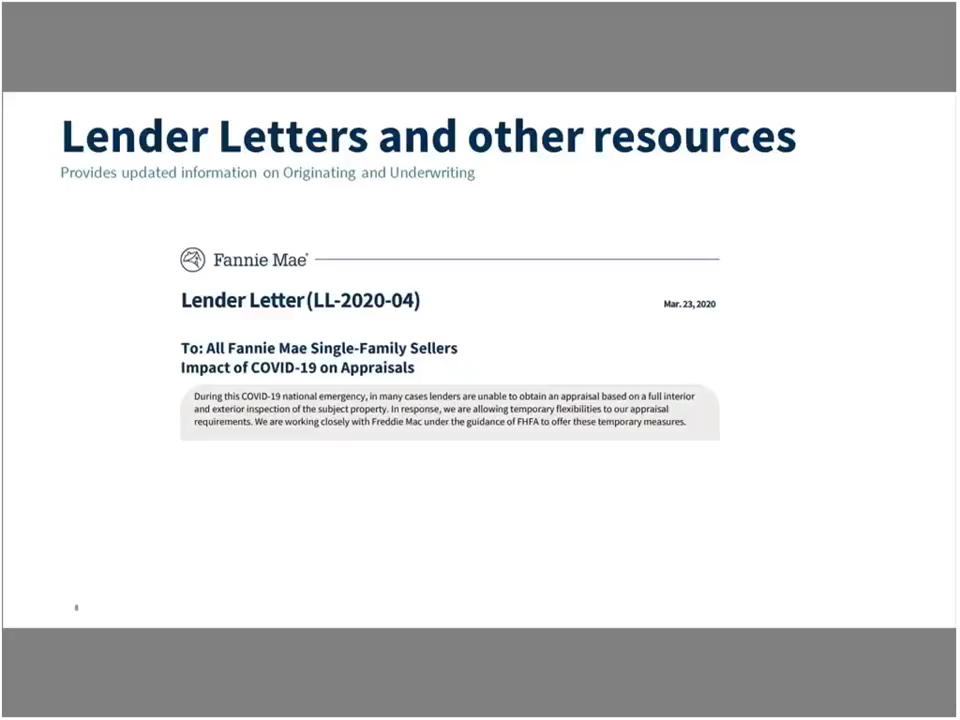 Lender Letters and other resources
Provides updated information on Originating and Underwriting
Fannie Mae®
Lender Letter (LL-2020-04)
Mar. 23, 2020
To: All Fannie Mae Single-Family Sellers
Impact of COVID-19 on Appraisals
During this COVID-19 national emergency, in many cases lenders are unable to obtain an appraisal based on a full interior
and exterior inspection of the subject property. In response, we are allowing temporary flexibilities to our appraisal
requirements. We are working closely with Freddie Mac under the guidance of FHFA to offer these temporary measures.
8